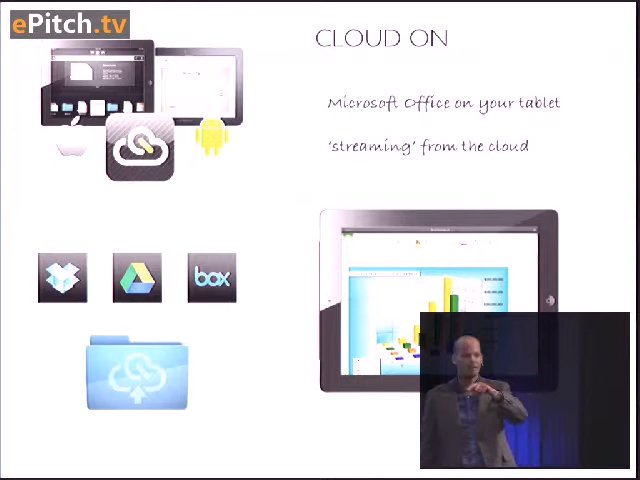 ePitch.tv
CLOUD ON
Microsoft Office on your tablet
'streaming' from the cloud
box